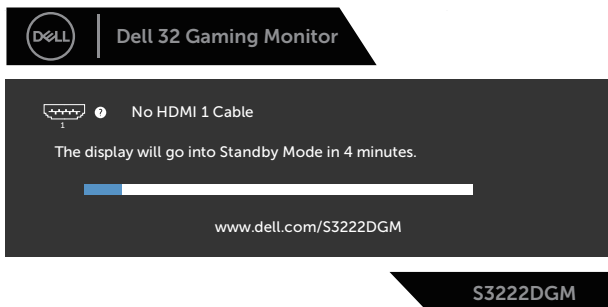 DELL
Dell 32 Gaming Monitor
? No HDMI 1 Cable
1
The display will go into Standby Mode in 4 minutes.
www.dell.com/S3222DGM
S3222DGM